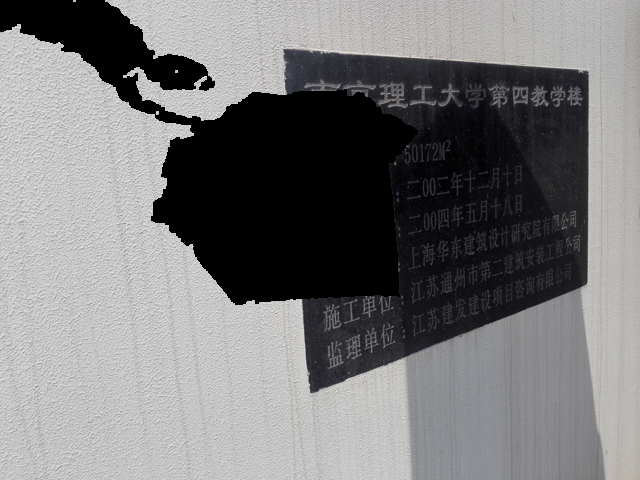 南京理工大学第四教学楼
：50172M²
：二00二年十二月十日
：二00四年五月十八日
：上海华东建筑设计研究院有限公司
施工单位：江苏通州市第二建筑安装工程公司
监理单位：江苏建发建设项目咨询有限公司